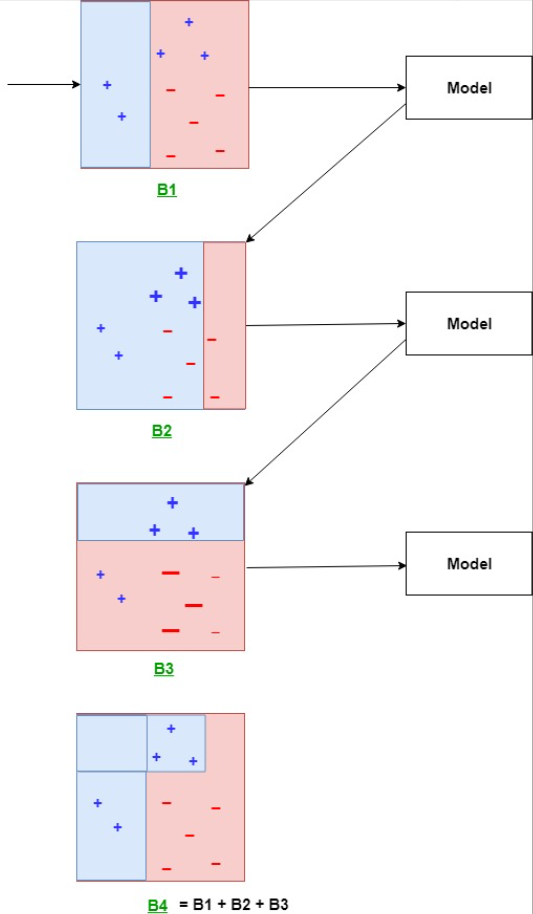 B1
Model
B2
Model
B3
Model
B4 = B1 + B2 + B3